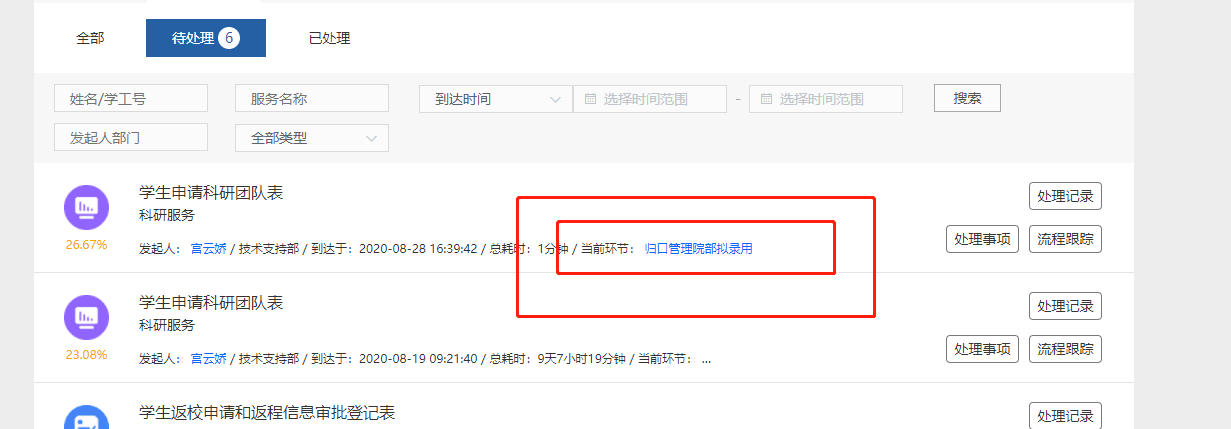 全部 待处理 6 已处理
姓名/学工号 服务名称 到达时间 选择时间范围 - 选择时间范围 搜索
发起人部门 全部类型
学生申请科研团队表 处理记录
科研服务
26.67% 发起人： 宫云娇 / 技术支持部 / 到达于：2020-08-28 16:39:42 / 总耗时：1分钟 / 当前环节： 归口管理院部拟录用 处理事项 流程跟踪
学生申请科研团队表 处理记录
科研服务
23.08% 发起人： 宫云娇 / 技术支持部 / 到达于：2020-08-19 09:21:40 / 总耗时：9天7小时19分钟 / 当前环节： ... 处理事项 流程跟踪
学生返校申请和返程信息审批登记表 处理记录